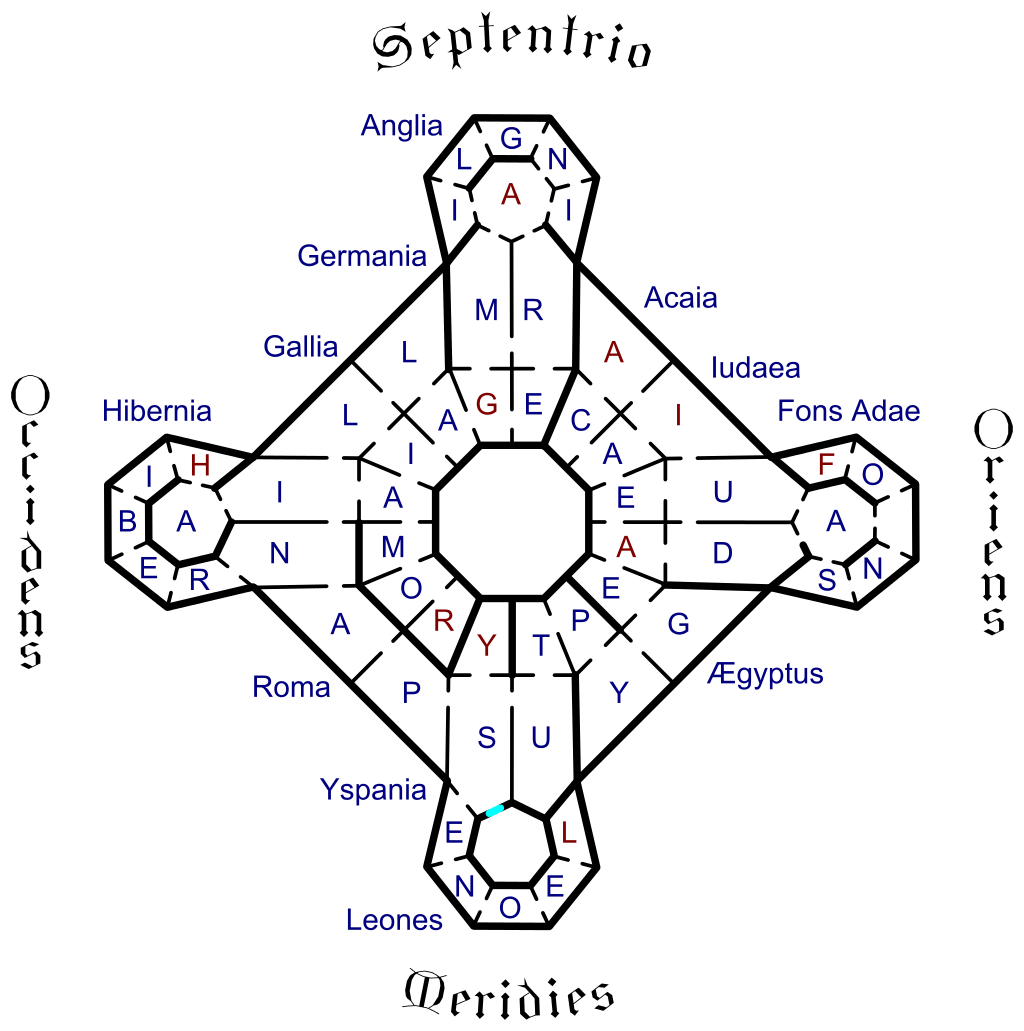 Septentrio
Anglia
G
L N
A
I I
Germania
Acaia
M R
Gallia L A
Iudaea
G E
Hibernia L A C I Fons Adae
Occidens
Oriens
I A
I H F O
I A E U
B A A
N M A D
E R O E S N
A R P G
Y T
Roma P Y Ægyptus
S U
Yspania
E L
N E
O
Leones
Meridies